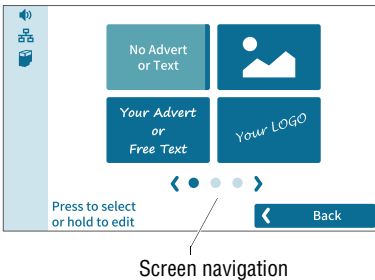 No Advert
or Text
Your Advert
or
Free Text
Your LOGO
Press to select
or hold to edit
Back
Screen navigation